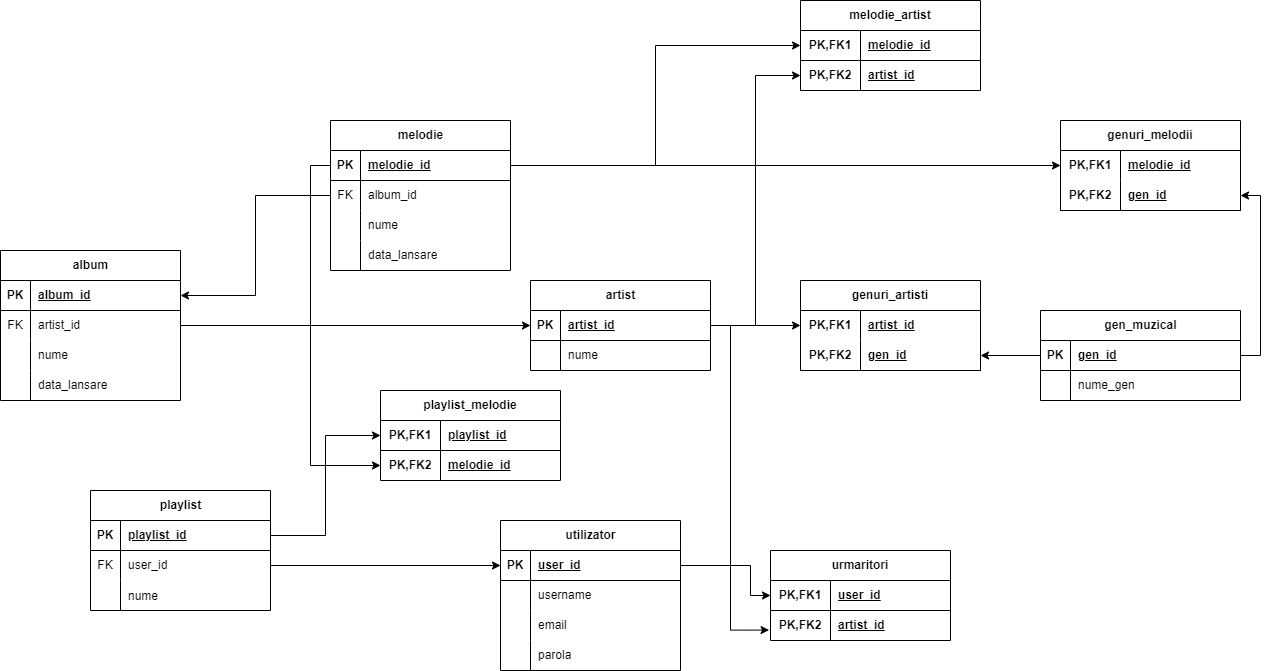 melodie_artist
PK,FK1 melodie_id
PK,FK2 artist_id
melodie
PK melodie_id
FK album_id
nume
data_lansare
genuri_melodii
PK,FK1 melodie_id
PK,FK2 gen_id
album
PK album_id
FK artist_id
nume
data_lansare
artist
PK artist_id
nume
genuri_artisti
PK,FK1 artist_id
PK,FK2 gen_id
gen_muzical
PK gen_id
nume_gen
playlist_melodie
PK,FK1 playlist_id
PK,FK2 melodie_id
playlist
PK playlist_id
FK user_id
nume
utilizator
PK user_id
username
email
parola
urmaritori
PK,FK1 user_id
PK,FK2 artist_id